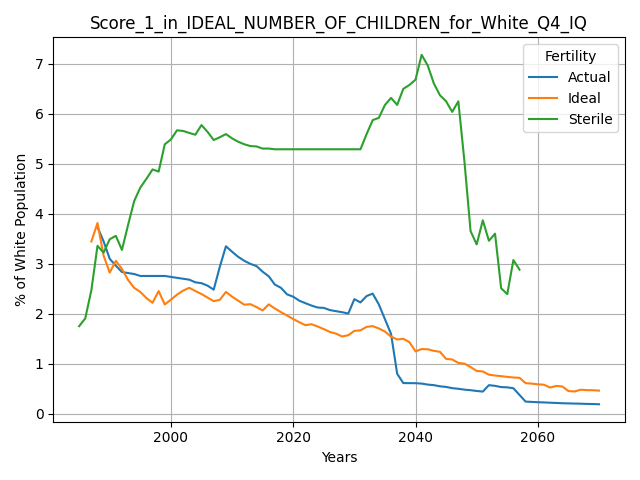 Score_1_in_IDEAL_NUMBER_OF_CHILDREN_for_White_Q4_IQ
Fertility
Actual
Ideal
Sterile
% of White Population
7
6
5
4
3
2
1
0
2000 2020 2040 2060
Years